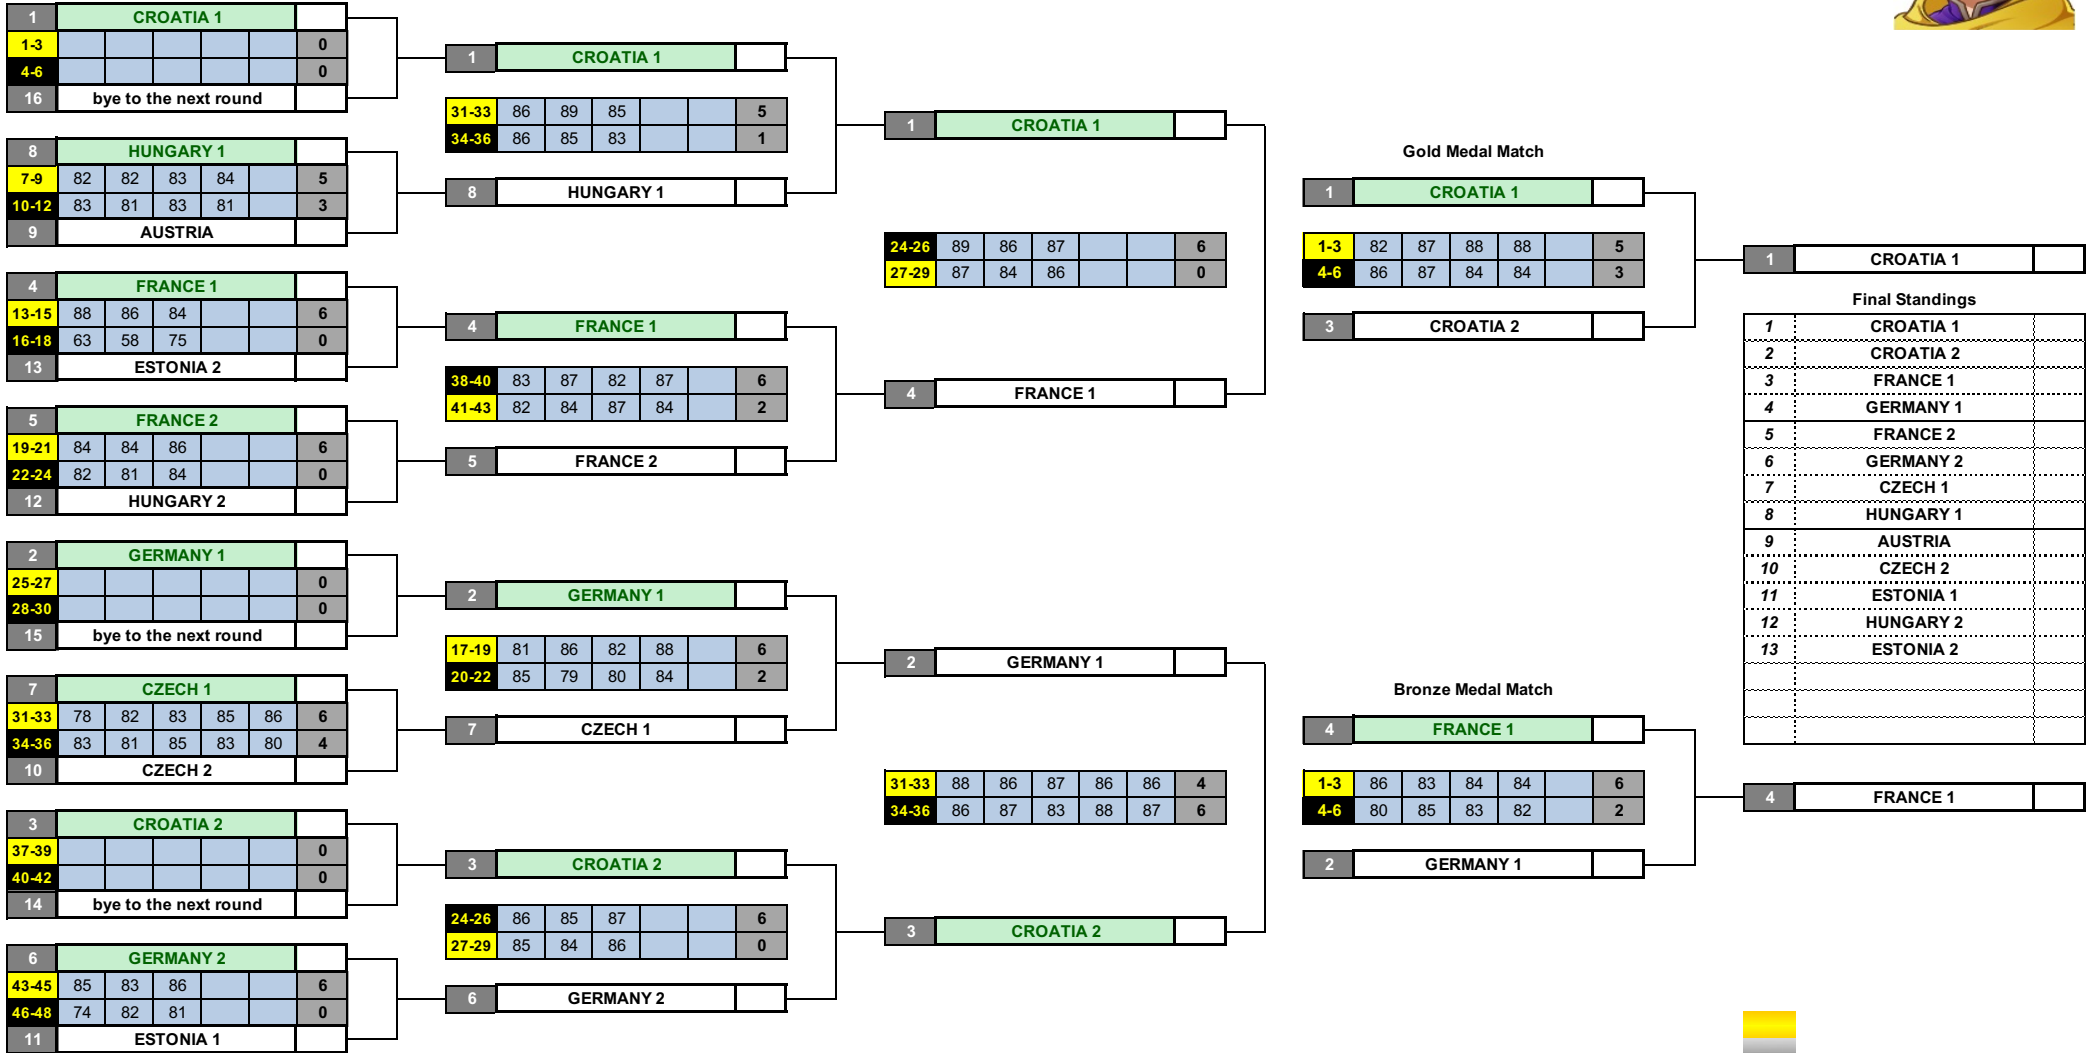 1 CROATIA 1
1-3 0
4-6 0
16 bye to the next round
8 HUNGARY 1
7-9 82 82 83 84 5
10-12 83 81 83 81 3
9 AUSTRIA
4 FRANCE 1
13-15 88 86 84 6
16-18 63 58 75 0
13 ESTONIA 2
5 FRANCE 2
19-21 84 84 86 6
22-24 82 81 84 0
12 HUNGARY 2
2 GERMANY 1
25-27 0
28-30 0
15 bye to the next round
7 CZECH 1
31-33 78 82 83 85 86 6
34-36 83 81 85 83 80 4
10 CZECH 2
3 CROATIA 2
37-39 0
40-42 0
14 bye to the next round
6 GERMANY 2
43-45 85 83 86 6
46-48 74 82 81 0
11 ESTONIA 1
1 CROATIA 1
31-33 86 89 85 5
34-36 86 85 83 1
8 HUNGARY 1
4 FRANCE 1
38-40 83 87 82 87 6
41-43 82 84 87 84 2
5 FRANCE 2
2 GERMANY 1
17-19 81 86 82 88 6
20-22 85 79 80 84 2
7 CZECH 1
3 CROATIA 2
24-26 86 85 87 6
27-29 85 84 86 0
6 GERMANY 2
1 CROATIA 1
24-26 89 86 87 6
27-29 87 84 86 0
4 FRANCE 1
2 GERMANY 1
31-33 88 86 87 86 86 4
34-36 86 87 83 88 87 6
3 CROATIA 2
Gold Medal Match
1 CROATIA 1
1-3 82 87 88 88 5
4-6 86 87 84 84 3
3 CROATIA 2
Bronze Medal Match
4 FRANCE 1
1-3 86 83 84 84 6
4-6 80 85 83 82 2
2 GERMANY 1
1 CROATIA 1
Final Standings
1 CROATIA 1
2 CROATIA 2
3 FRANCE 1
4 GERMANY 1
5 FRANCE 2
6 GERMANY 2
7 CZECH 1
8 HUNGARY 1
9 AUSTRIA
10 CZECH 2
11 ESTONIA 1
12 HUNGARY 2
13 ESTONIA 2
4 FRANCE 1